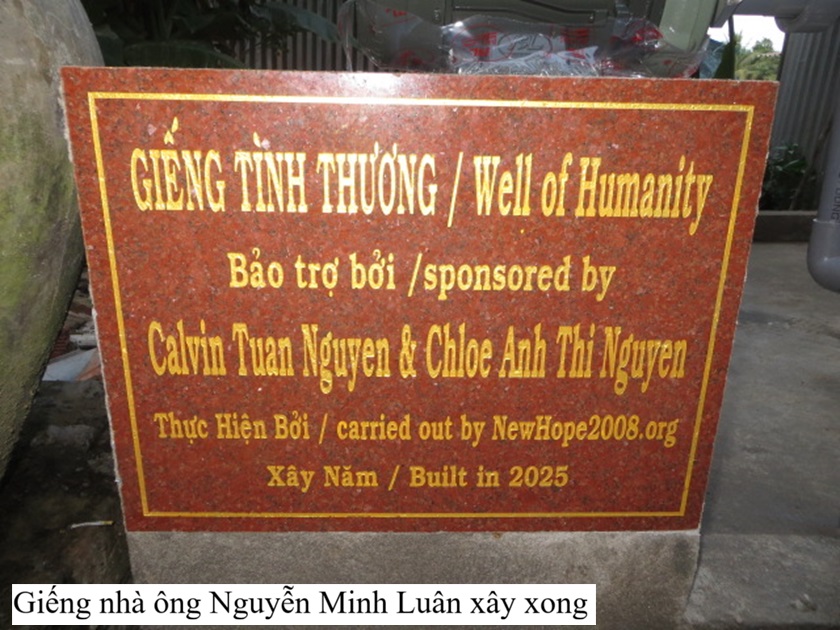 GIẾNG TÌNH THƯƠNG / Well of Humanity
Bảo trợ bởi /sponsored by
Calvin Tuan Nguyen & Chloe Anh Thi Nguyen
Thực Hiện Bởi / carried out by NewHope2008.org
Xây Năm / Built in 2025
Giếng nhà ông Nguyễn Minh Luân xây xong